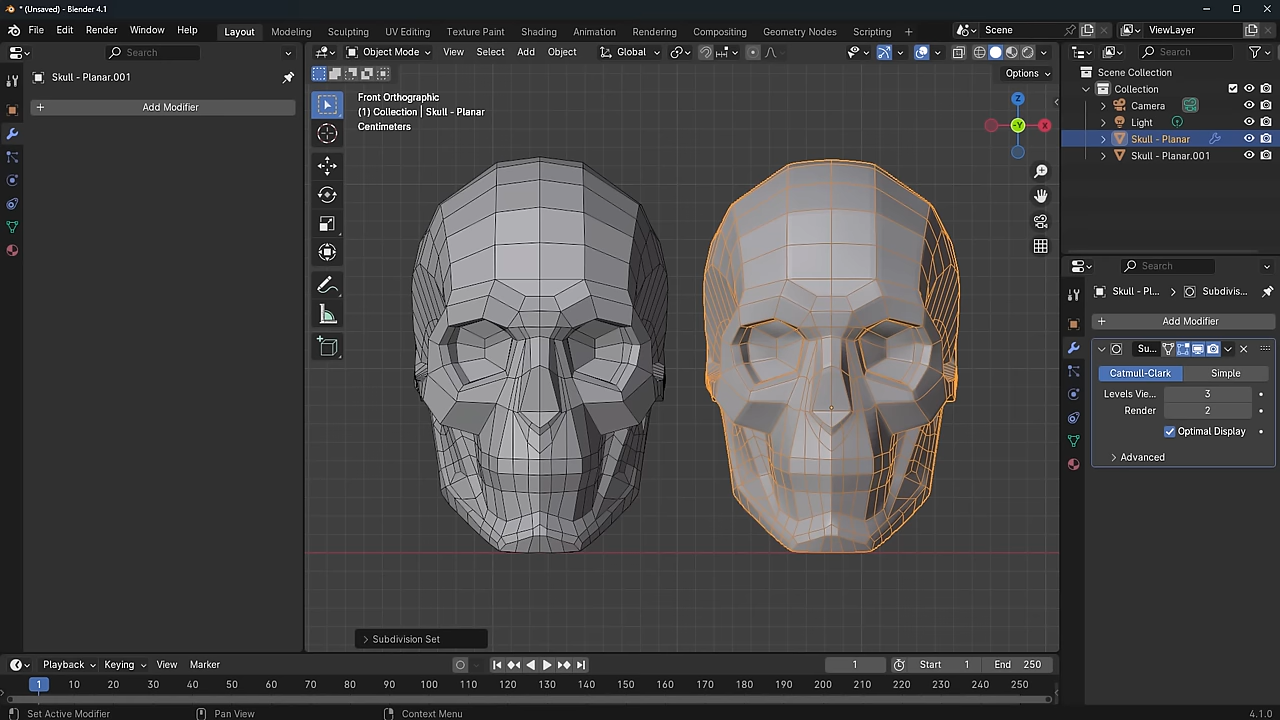 * (Unsaved) - Blender 4.1
File Edit Render Window Help
Layout Modeling Sculpting UV Editing Texture Paint Shading Animation Rendering Compositing Geometry Nodes Scripting +
Scene
ViewLayer
Search
Object Mode View Select Add Object Global
Search
Skull - Planar.001
Options
Scene Collection
Collection
Camera
Light
Skull - Planar
Skull - Planar.001
+ Add Modifier
Front Orthographic
(1) Collection | Skull - Planar
Centimeters
Z
-Y
X
Search
Skull - Pl... > Subdivis...
+ Add Modifier
Su...
Catmull-Clark Simple
Levels Vie... 3
Render 2
Optimal Display
Advanced
Subdivision Set
Playback Keying View Marker
1
Start 1
End 250
1 10 20 30 40 50 60 70 80 90 100 110 120 130 140 150 160 170 180 190 200 210 220 230 240 250
Set Active Modifier
Pan View
Context Menu
4.1.0